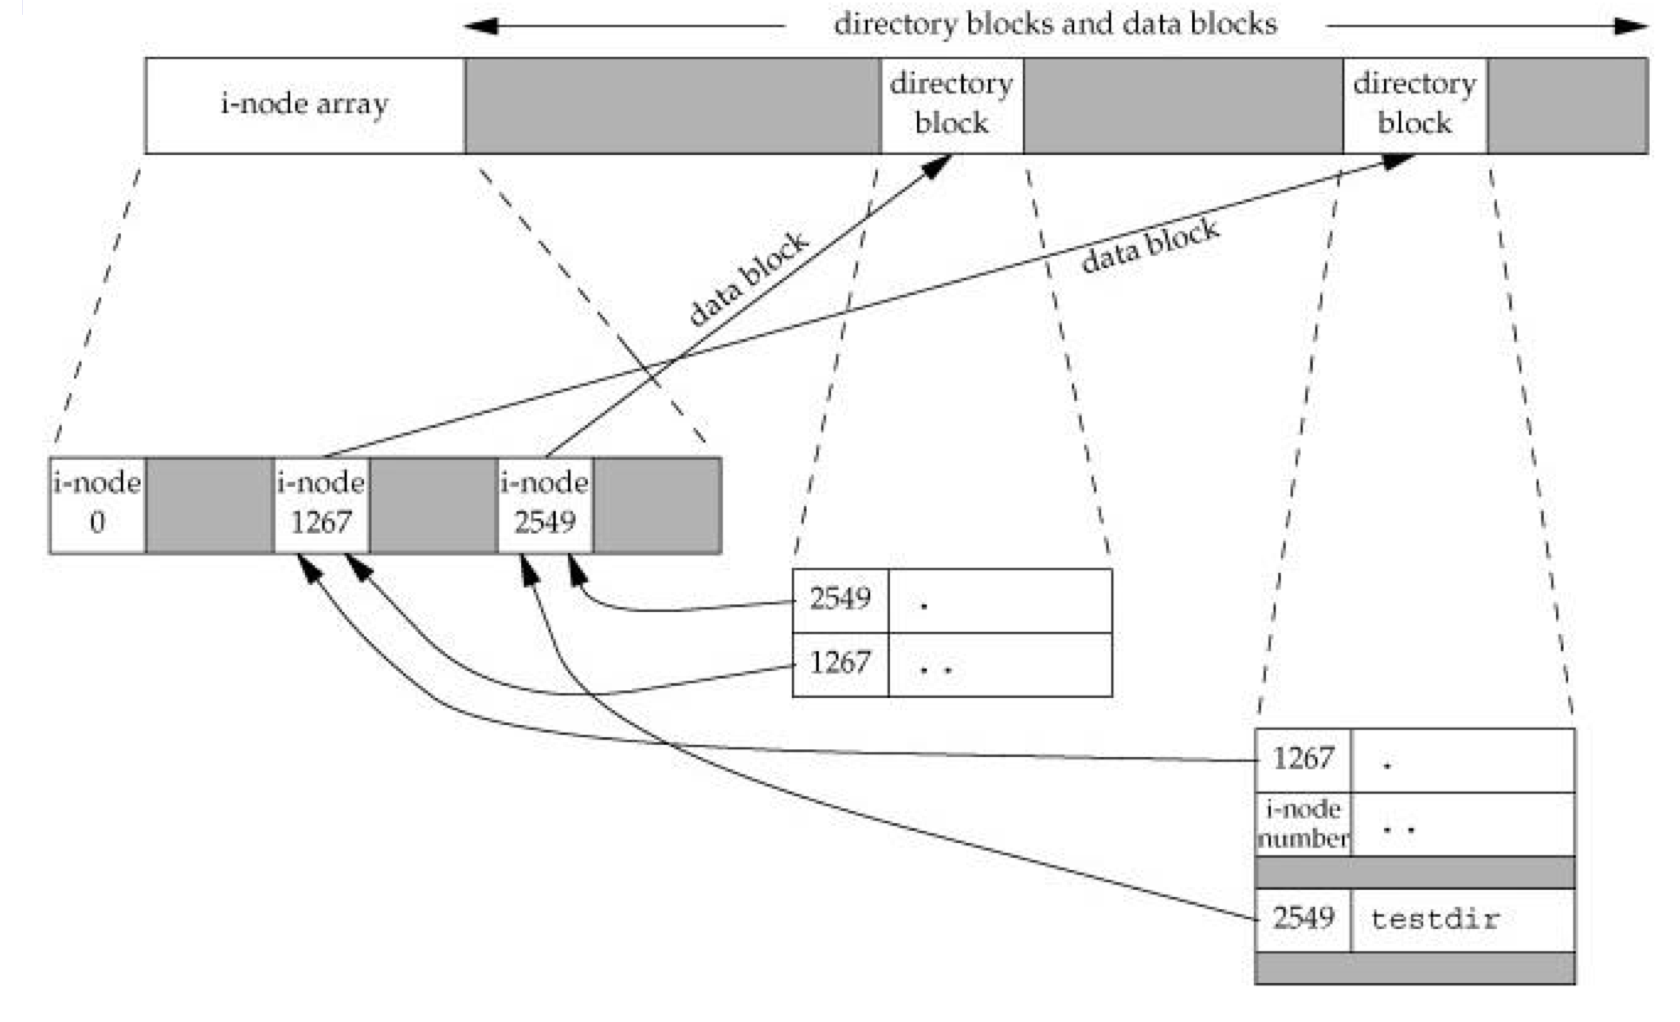 directory blocks and data blocks
i-node array
directory
block
directory
block
data block
data block
i-node
0
i-node
1267
i-node
2549
2549 .
1267 . .
1267 .
i-node
number . .
2549 testdir